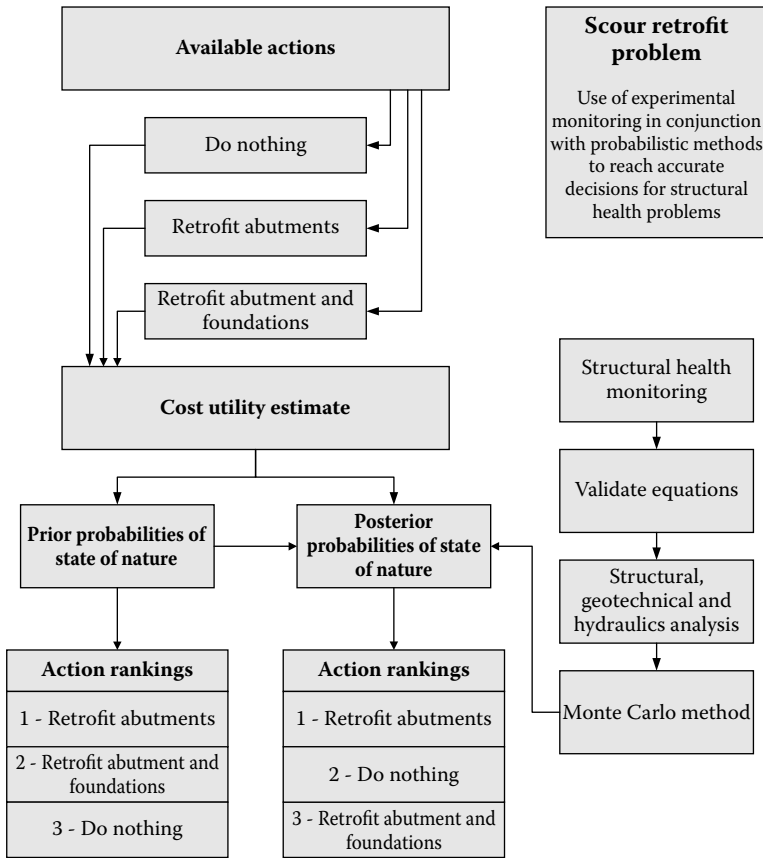 Available actions
Do nothing
Retrofit abutments
Retrofit abutment and
foundations
Cost utility estimate
Prior probabilities of
state of nature
Posterior
probabilities of state
of nature
Action rankings
1 - Retrofit abutments
2 - Retrofit abutment and
foundations
3 - Do nothing
Action rankings
1 - Retrofit abutments
2 - Do nothing
3 - Retrofit abutment and
foundations
Scour retrofit
problem
Use of experimental
monitoring in conjunction
with probabilistic methods
to reach accurate
decisions for structural
health problems
Structural health
monitoring
Validate equations
Structural,
geotechnical and
hydraulics analysis
Monte Carlo method